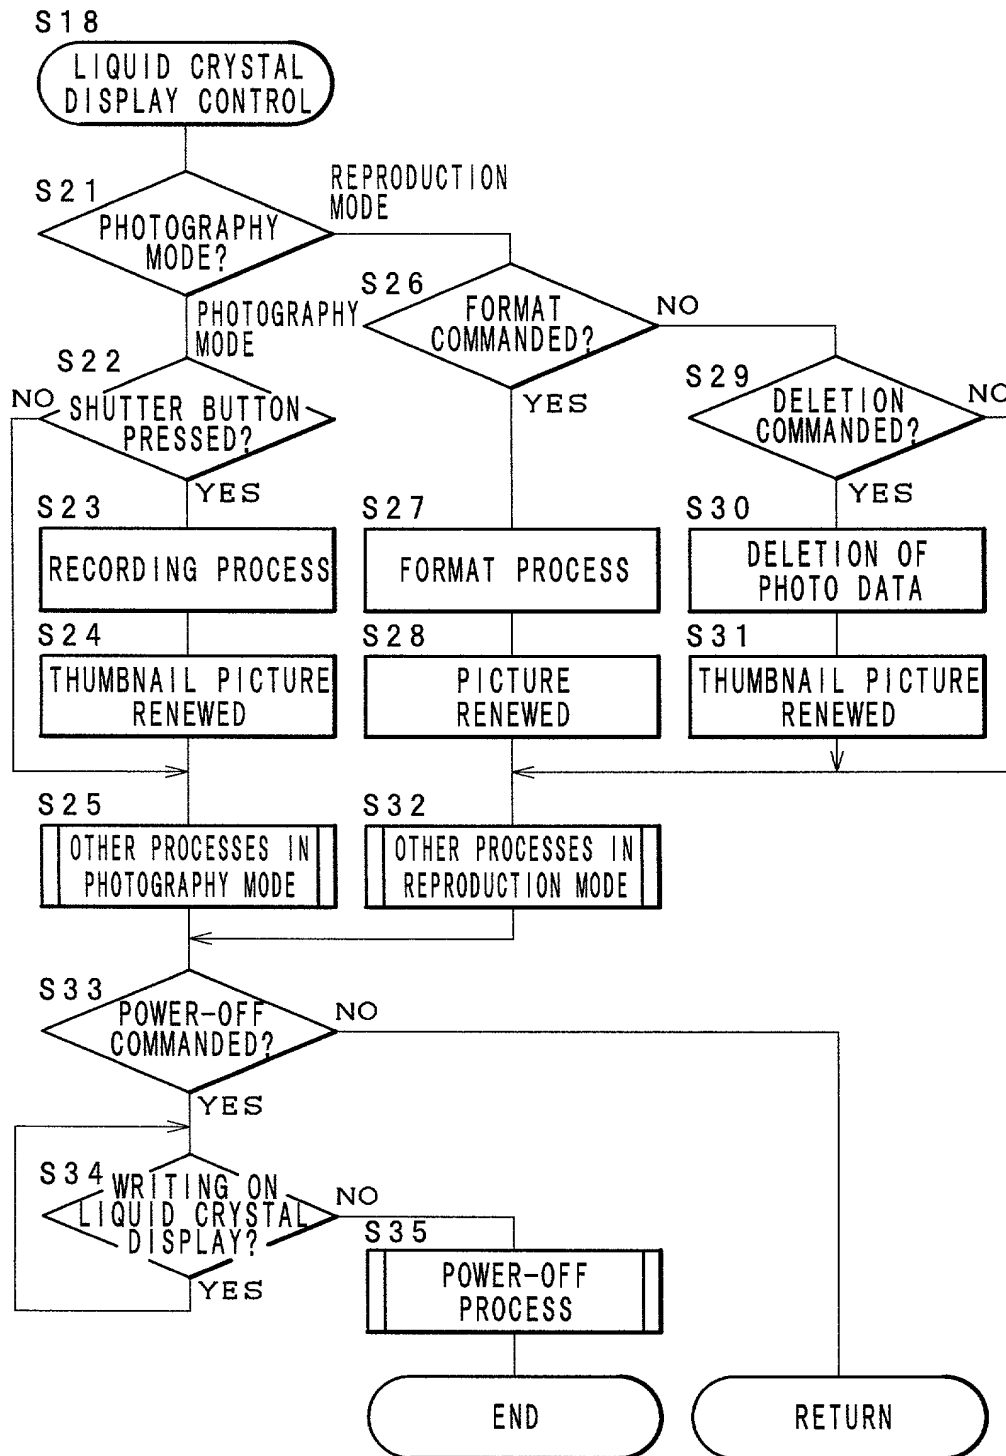 S18
LIQUID CRYSTAL
DISPLAY CONTROL
S21
PHOTOGRAPHY
MODE?
REPRODUCTION
MODE
PHOTOGRAPHY
MODE
S26
FORMAT
COMMANDED?
NO
YES
S22
NO
SHUTTER BUTTON
PRESSED?
YES
S29
DELETION
COMMANDED?
NO
YES
S23
RECORDING PROCESS
S27
FORMAT PROCESS
S30
DELETION OF
PHOTO DATA
S24
THUMBNAIL PICTURE
RENEWED
S28
PICTURE
RENEWED
S31
THUMBNAIL PICTURE
RENEWED
S25
OTHER PROCESSES IN
PHOTOGRAPHY MODE
S32
OTHER PROCESSES IN
REPRODUCTION MODE
S33
POWER-OFF
COMMANDED?
NO
YES
S34
WRITING ON
LIQUID CRYSTAL
DISPLAY?
NO
YES
S35
POWER-OFF
PROCESS
END
RETURN